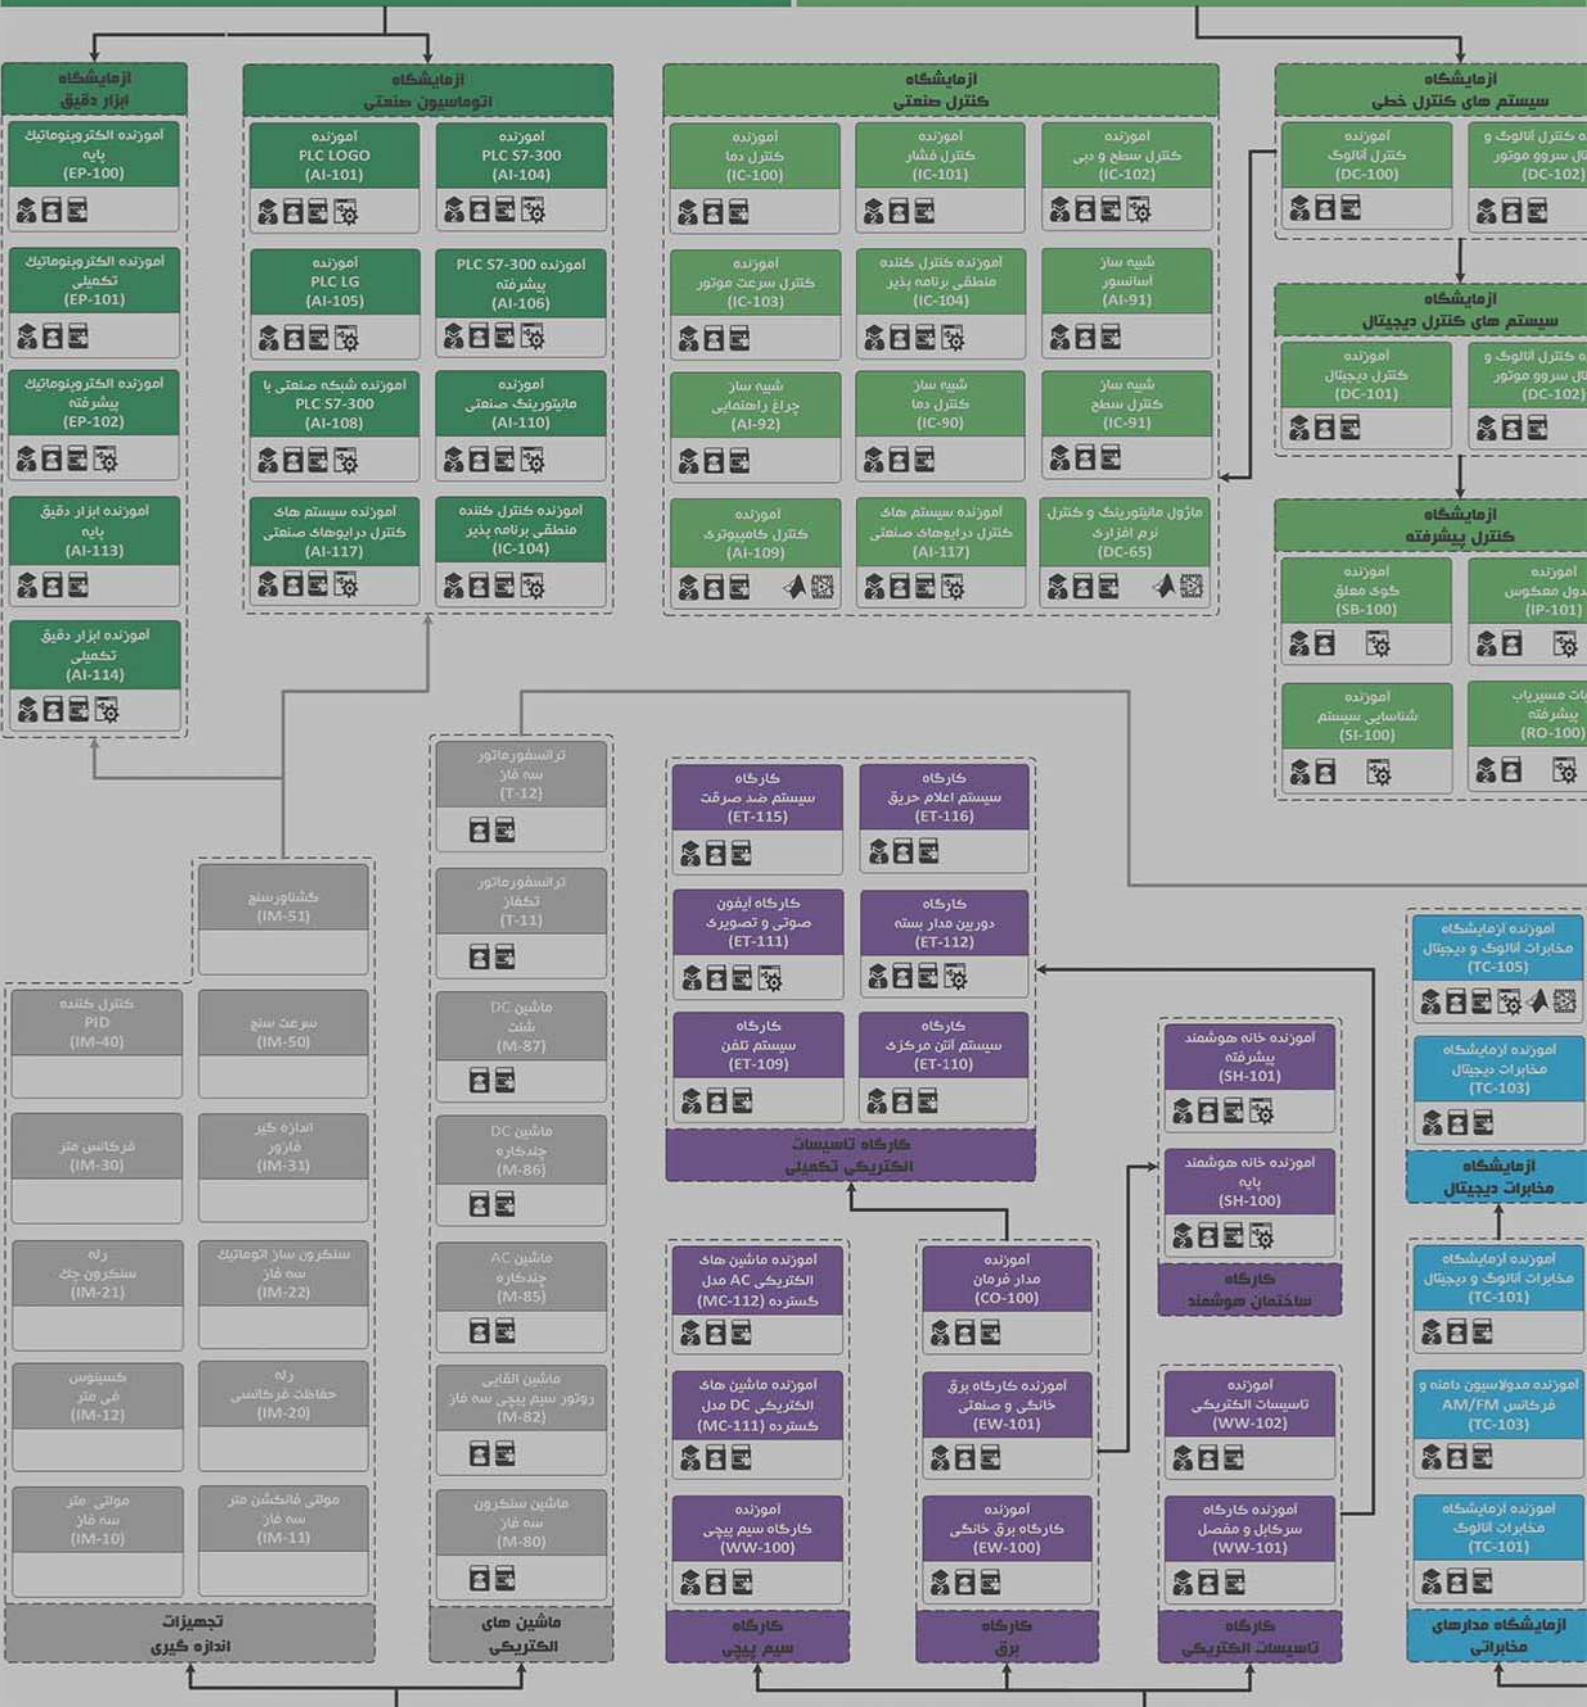 آزمایشگاه
ابزار دقیق
آموزنده الکتروپنوماتیک
پایه
(EP-100)
آموزنده الکتروپنوماتیک
تکمیلی
(EP-101)
آموزنده الکتروپنوماتیک
پیشرفته
(EP-102)
آموزنده ابزار دقیق
پایه
(AI-113)
آموزنده ابزار دقیق
تکمیلی
(AI-114)
آزمایشگاه
اتوماسیون صنعتی
آموزنده
PLC S7-300
(AI-104)
آموزنده
PLC LOGO
(AI-101)
آموزنده PLC S7-300
پیشرفته
(AI-106)
آموزنده
PLC LG
(AI-105)
آموزنده
مانیتورینگ صنعتی
(AI-110)
آموزنده شبکه صنعتی با
PLC S7-300
(AI-108)
آموزنده کنترل کننده
منطقی برنامه پذیر
(IC-104)
آموزنده سیستم های
کنترل درایوهای صنعتی
(AI-117)
آزمایشگاه
کنترل صنعتی
آموزنده
کنترل سطح و دبی
(IC-102)
آموزنده
کنترل فشار
(IC-101)
آموزنده
کنترل دما
(IC-100)
شبیه ساز
آسانسور
(AI-91)
آموزنده کنترل کننده
منطقی برنامه پذیر
(IC-104)
آموزنده
کنترل سرعت موتور
(IC-103)
شبیه ساز
کنترل سطح
(IC-91)
شبیه ساز
کنترل دما
(IC-90)
شبیه ساز
چراغ راهنمایی
(AI-92)
ماژول مانیتورینگ و کنترل
نرم افزاری
(DC-65)
آموزنده سیستم های
کنترل درایوهای صنعتی
(AI-117)
آموزنده
کنترل کامپیوتری
(AI-109)
آزمایشگاه
سیستم های کنترل خطی
کنترل آنالوگ و
سروو موتور
(DC-102)
آموزنده
کنترل آنالوگ
(DC-100)
آزمایشگاه
سیستم های کنترل دیجیتال
کنترل آنالوگ و
سروو موتور
(DC-102)
آموزنده
کنترل دیجیتال
(DC-101)
آزمایشگاه
کنترل پیشرفته
آموزنده
معکوس
(IP-101)
آموزنده
گوی معلق
(SB-100)
مسیریاب
پیشرفته
(RO-100)
آموزنده
شناسایی سیستم
(SI-100)
گشتاورسنج
(IM-51)
سرعت سنج
(IM-50)
کنترل کننده
PID
(IM-40)
اندازه گیر
فازور
(IM-31)
فرکانس متر
(IM-30)
سنکرون ساز اتوماتیک
سه فاز
(IM-22)
رله
سنکرون چک
(IM-21)
رله
حفاظت فرکانسی
(IM-20)
کسینوس
فی متر
(IM-12)
مولتی فانکشن متر
سه فاز
(IM-11)
مولتی متر
سه فاز
(IM-10)
تجهیزات
اندازه گیری
ترانسفورماتور
سه فاز
(T-12)
ترانسفورماتور
تکفاز
(T-11)
ماشین DC
شنت
(M-87)
ماشین DC
چندکاره
(M-86)
ماشین AC
چندکاره
(M-85)
ماشین القایی
روتور سیم پیچی سه فاز
(M-82)
ماشین سنکرون
سه فاز
(M-80)
ماشین های
الکتریکی
کارگاه
سیستم اعلام حریق
(ET-116)
کارگاه
سیستم ضد صرقت
(ET-115)
کارگاه
دوربین مدار بسته
(ET-112)
کارگاه آیفون
صوتی و تصویری
(ET-111)
کارگاه
سیستم آنتن مرکزی
(ET-110)
کارگاه
سیستم تلفن
(ET-109)
کارگاه تاسیسات
الکتریکی تکمیلی
آموزنده ماشین های
الکتریکی AC مدل
گسترده (MC-112)
آموزنده ماشین های
الکتریکی DC مدل
گسترده (MC-111)
آموزنده
کارگاه سیم پیچی
(WW-100)
کارگاه
سیم پیچی
آموزنده
مدار فرمان
(CO-100)
آموزنده کارگاه برق
خانگی و صنعتی
(EW-101)
آموزنده
کارگاه برق خانگی
(EW-100)
کارگاه
برق
آموزنده خانه هوشمند
پیشرفته
(SH-101)
آموزنده خانه هوشمند
پایه
(SH-100)
کارگاه
ساختمان هوشمند
آموزنده
تاسیسات الکتریکی
(WW-102)
آموزنده کارگاه
سرکابل و مفصل
(WW-101)
کارگاه
تاسیسات الکتریکی
آموزنده آزمایشگاه
مخابرات آنالوگ و دیجیتال
(TC-105)
آموزنده آزمایشگاه
مخابرات دیجیتال
(TC-103)
آزمایشگاه
مخابرات دیجیتال
آموزنده آزمایشگاه
مخابرات آنالوگ و دیجیتال
(TC-101)
آموزنده مدولاسیون دامنه و
فرکانس AM/FM
(TC-103)
آموزنده آزمایشگاه
مخابرات آنالوگ
(TC-101)
آزمایشگاه مدارهای
مخابراتی